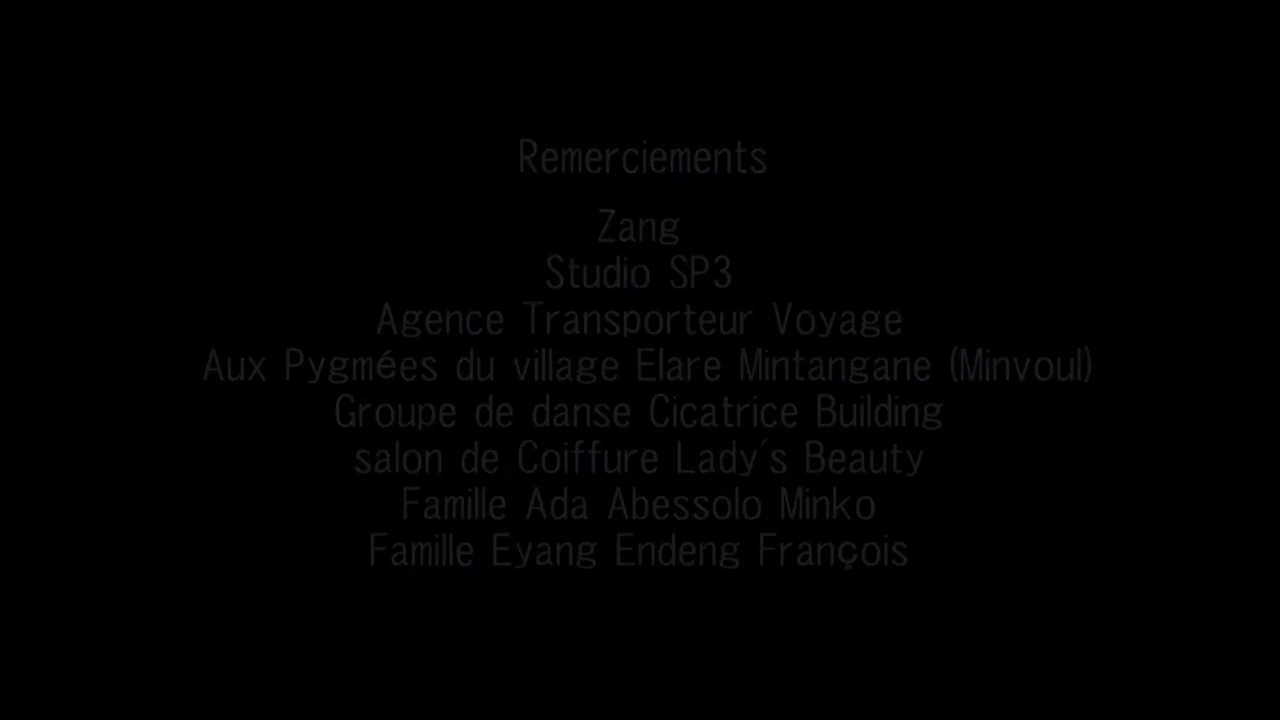 Remerciements
Zang
Studio SP3
Agence Transporteur Voyage
Aux Pygmées du village Elare Mintangane (Minvoul)
Groupe de danse Cicatrice Building
salon de Coiffure Lady's Beauty
Famille Ada Abessolo Minko
Famille Eyang Endeng François